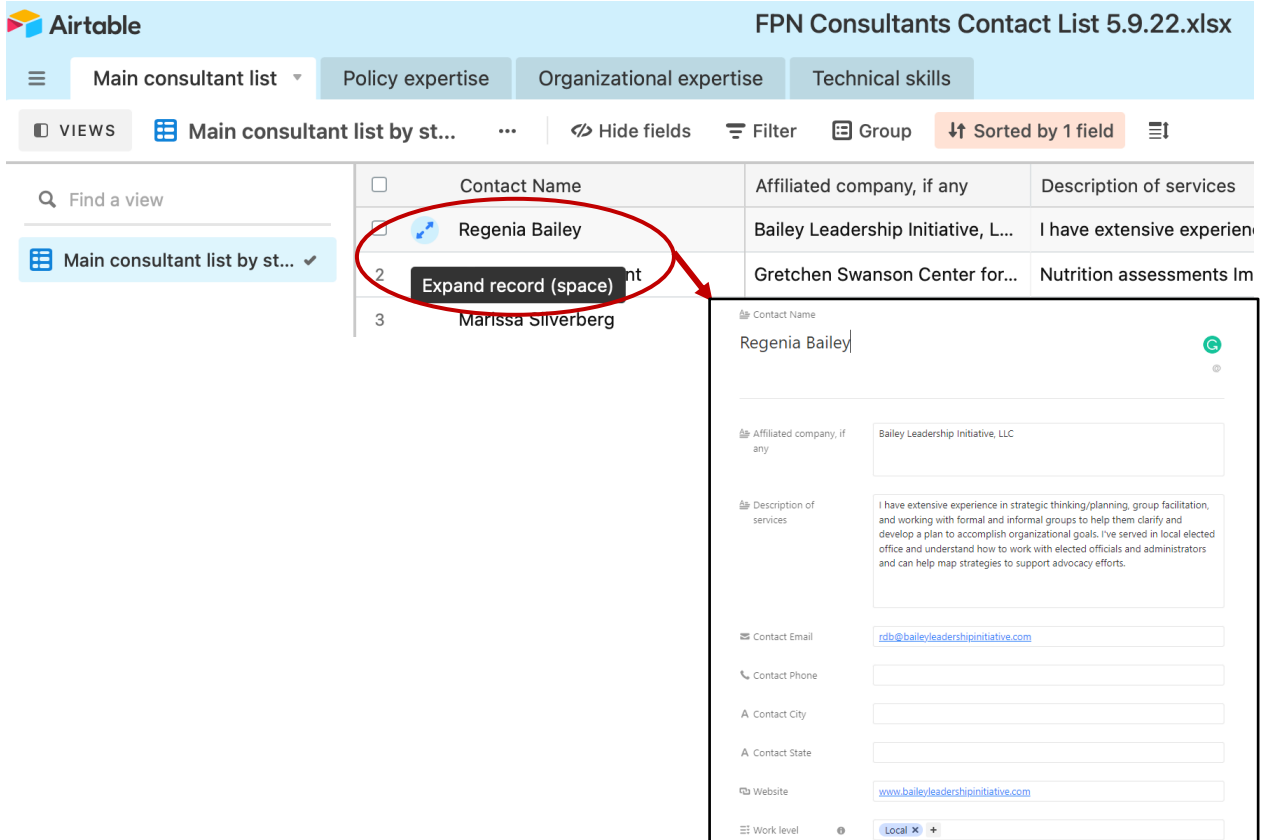 Airtable
FPN Consultants Contact List 5.9.22.xlsx
Main consultant list
Policy expertise
Organizational expertise
Technical skills
VIEWS
Main consultant list by st...
Hide fields
Filter
Group
Sorted by 1 field
Find a view
Main consultant list by st...
Contact Name
Affiliated company, if any
Description of services
Regenia Bailey
Bailey Leadership Initiative, L...
I have extensive experien
2
nt
Gretchen Swanson Center for...
Nutrition assessments Im
Expand record (space)
3
Marissa Silverberg
Contact Name
Regenia Bailey
Affiliated company, if
any
Bailey Leadership Initiative, LLC
Description of
services
I have extensive experience in strategic thinking/planning, group facilitation,
and working with formal and informal groups to help them clarify and
develop a plan to accomplish organizational goals. I've served in local elected
office and understand how to work with elected officials and administrators
and can help map strategies to support advocacy efforts.
Contact Email
rdb@baileyleadershipinitiative.com
Contact Phone
Contact City
Contact State
Website
www.baileyleadershipinitiative.com
Work level
Local